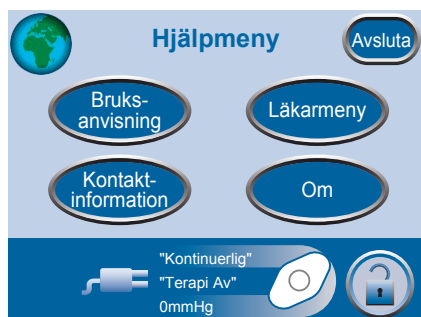 Hjälpmeny
Avsluta
Bruks-
anvisning
Läkarmeny
Kontakt-
information
Om
"Kontinuerlig"
"Terapi Av"
0mmHg